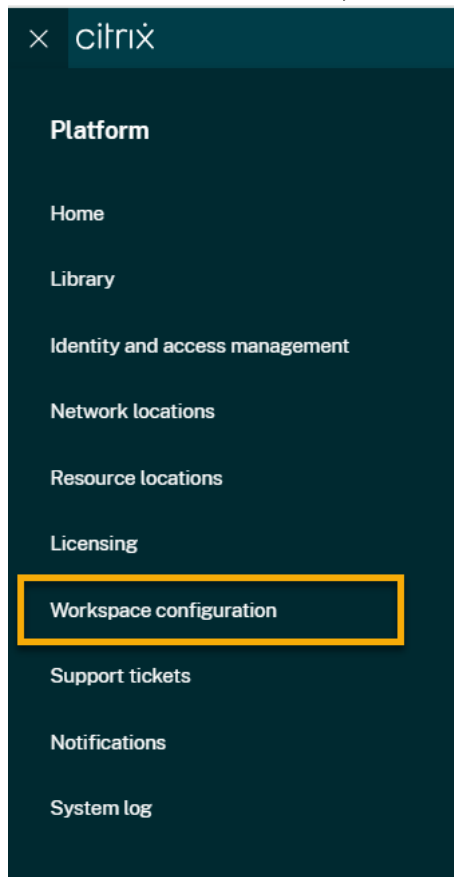 citrix
Platform
Home
Library
Identity and access management
Network locations
Resource locations
Licensing
Workspace configuration
Support tickets
Notifications
System log